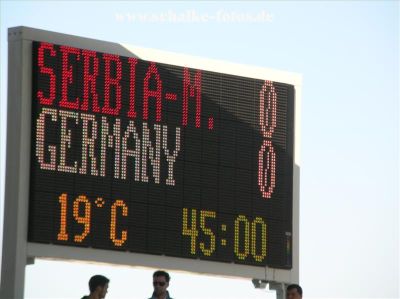 www.schalke-fotos.de
SERBIA-M. 0
GERMANY 0
19°C 45:00